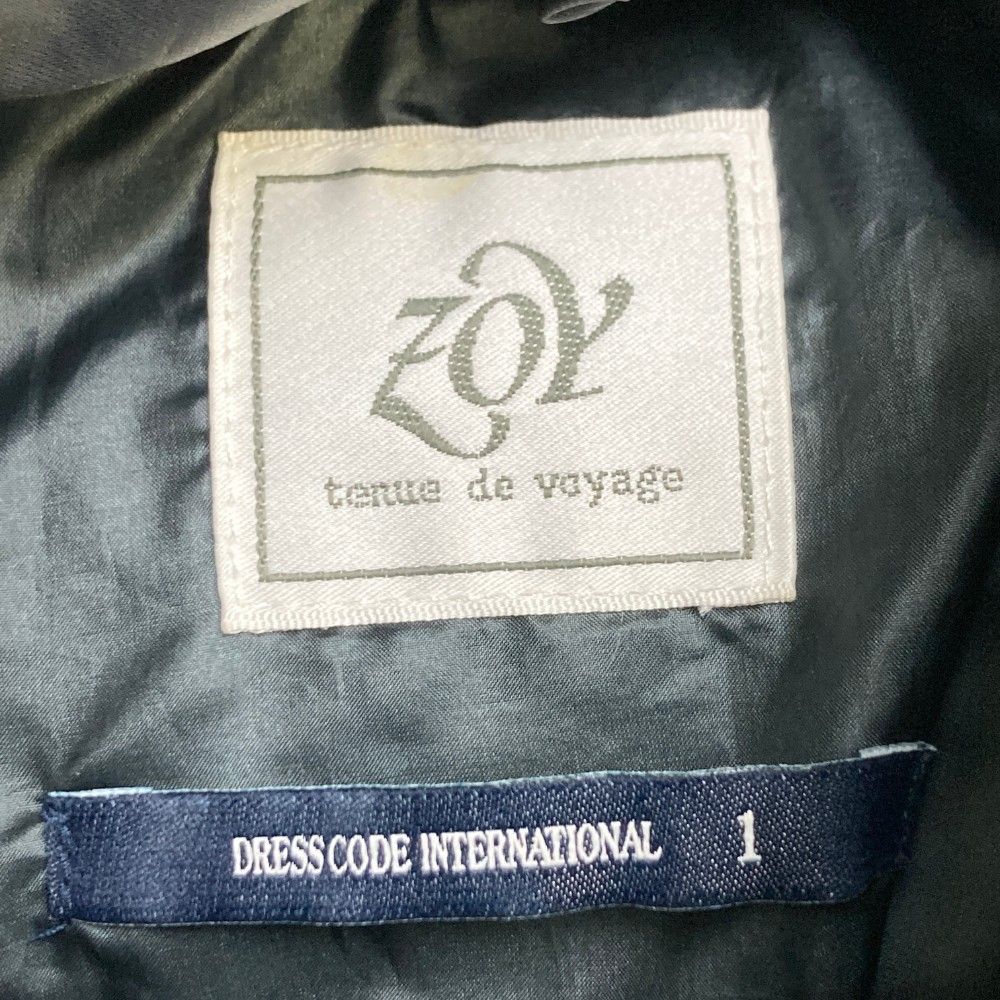 ZOY
tenue de voyage
DRESS CODE INTERNATIONAL 1